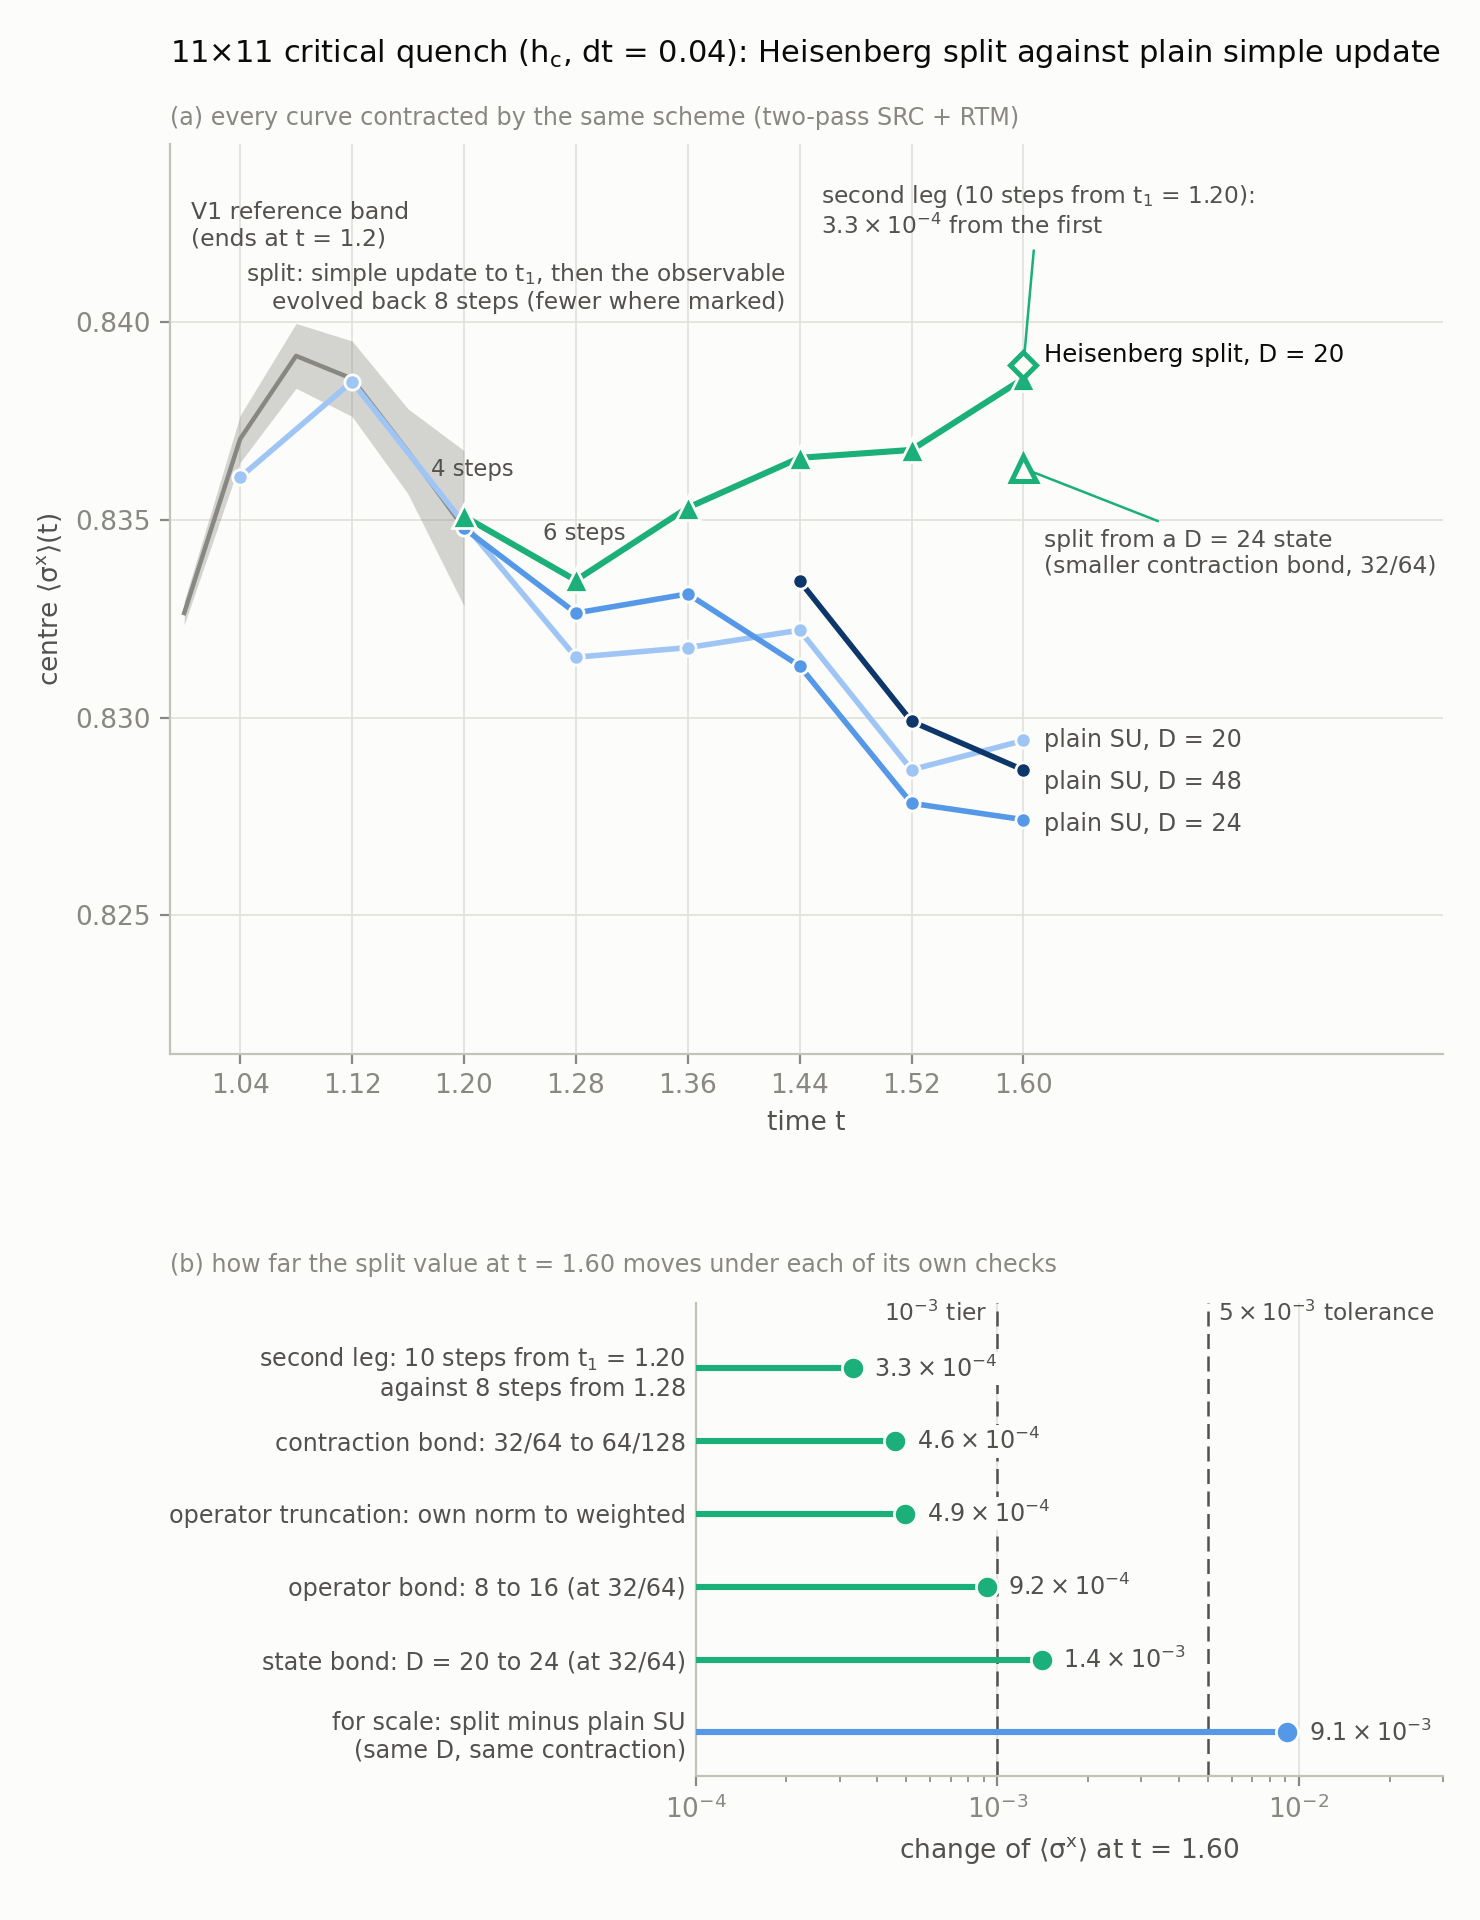 11×11 critical quench (h_c, dt = 0.04): Heisenberg split against plain simple update
(a) every curve contracted by the same scheme (two-pass SRC + RTM)
second leg (10 steps from t₁ = 1.20):
3.3 × 10⁻⁴ from the first
V1 reference band
(ends at t = 1.2)
split: simple update to t₁, then the observable
evolved back 8 steps (fewer where marked)
0.840
Heisenberg split, D = 20
4 steps
0.835
6 steps
split from a D = 24 state
(smaller contraction bond, 32/64)
centre ⟨σˣ⟩(t)
0.830
plain SU, D = 20
plain SU, D = 48
plain SU, D = 24
0.825
1.04 1.12 1.20 1.28 1.36 1.44 1.52 1.60
time t
(b) how far the split value at t = 1.60 moves under each of its own checks
10⁻³ tier
5 × 10⁻³ tolerance
second leg: 10 steps from t₁ = 1.20
against 8 steps from 1.28
3.3 × 10⁻⁴
contraction bond: 32/64 to 64/128
4.6 × 10⁻⁴
operator truncation: own norm to weighted
4.9 × 10⁻⁴
operator bond: 8 to 16 (at 32/64)
9.2 × 10⁻⁴
state bond: D = 20 to 24 (at 32/64)
1.4 × 10⁻³
for scale: split minus plain SU
(same D, same contraction)
9.1 × 10⁻³
10⁻⁴ 10⁻³ 10⁻²
change of ⟨σˣ⟩ at t = 1.60